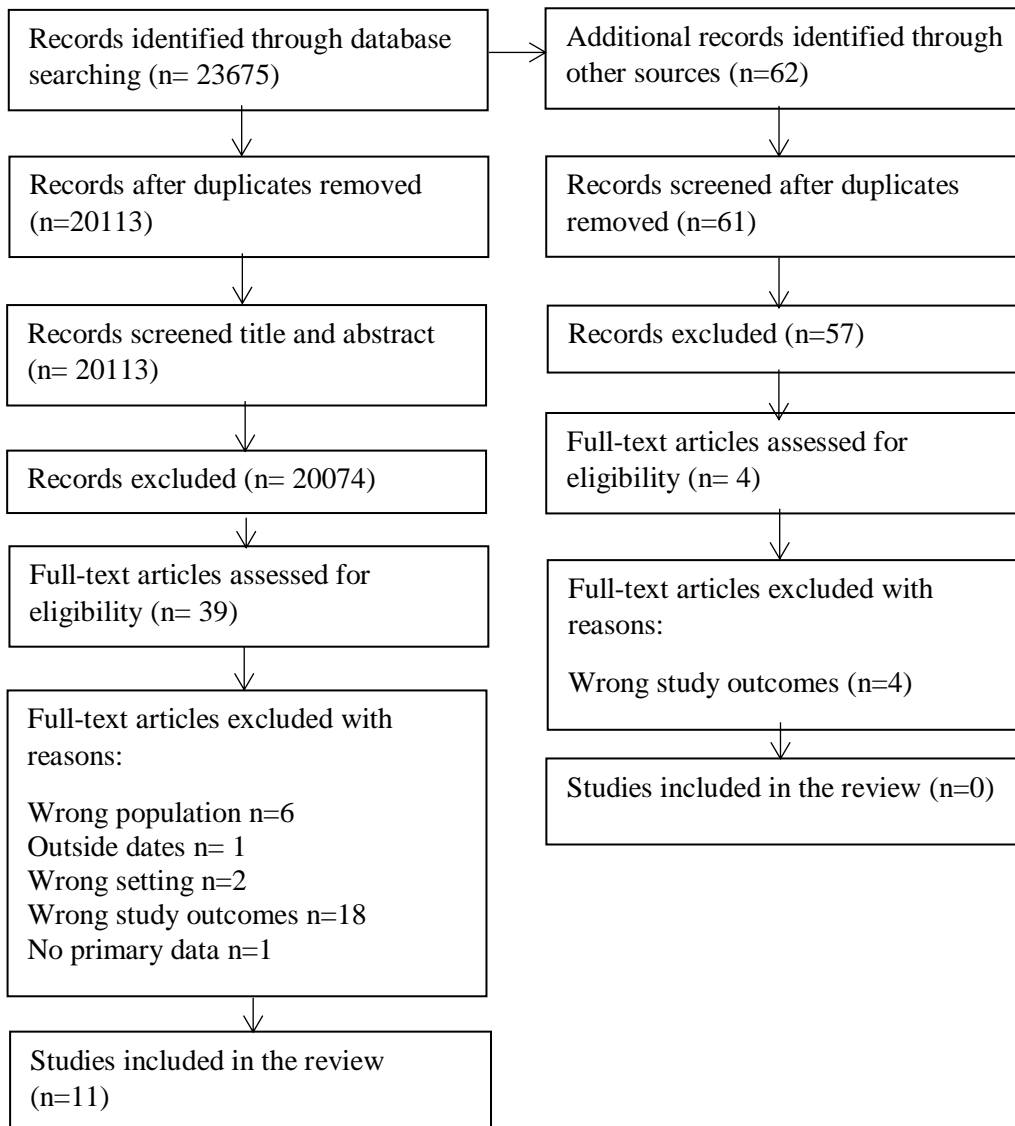 Records identified through database
searching (n= 23675)
Additional records identified through
other sources (n=62)
Records after duplicates removed
(n=20113)
Records screened after duplicates
removed (n=61)
Records screened title and abstract
(n= 20113)
Records excluded (n=57)
Records excluded (n= 20074)
Full-text articles assessed for
eligibility (n= 4)
Full-text articles assessed for
eligibility (n= 39)
Full-text articles excluded with
reasons:
Wrong study outcomes (n=4)
Full-text articles excluded with
reasons:
Wrong population n=6
Outside dates n= 1
Wrong setting n=2
Wrong study outcomes n=18
No primary data n=1
Studies included in the review (n=0)
Studies included in the review
(n=11)